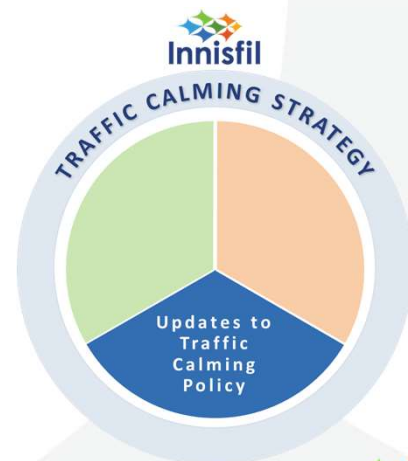 Innisfil
TRAFFIC CALMING STRATEGY
Updates to
Traffic
Calming
Policy